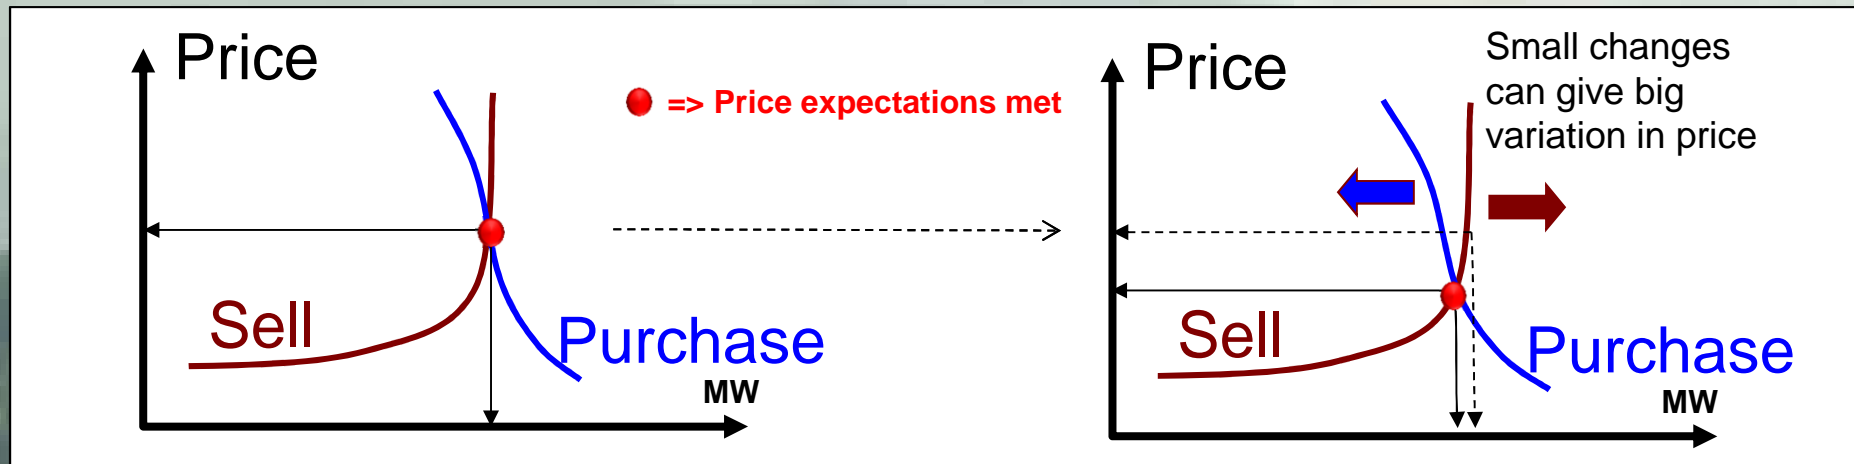 Price
=> Price expectations met
Sell
Purchase
MW
Price
Small changes
can give big
variation in price
Sell
Purchase
MW